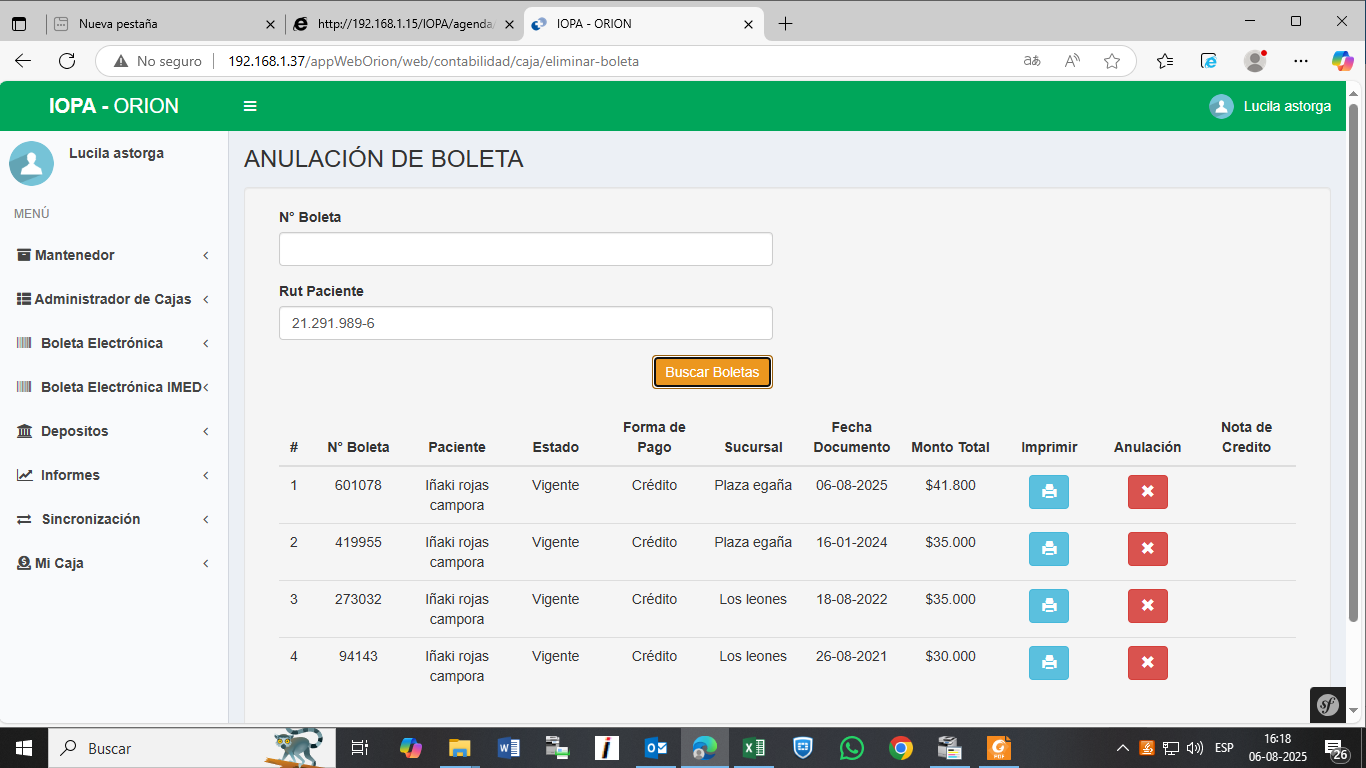 Nueva pestaña
http://192.168.1.15/IOPA/agenda/
IOPA - ORION
No seguro
192.168.1.37/appWebOrion/web/contabilidad/caja/eliminar-boleta
IOPA - ORION
Lucila astorga
Lucila astorga
MENÚ
Mantenedor
Administrador de Cajas
Boleta Electrónica
Boleta Electrónica IMED
Depositos
Informes
Sincronización
Mi Caja
ANULACIÓN DE BOLETA
N° Boleta
Rut Paciente
21.291.989-6
Buscar Boletas
# N° Boleta Paciente Estado Forma de Pago Sucursal Fecha Documento Monto Total Imprimir Anulación Nota de Credito
1 601078 Iñaki rojas campora Vigente Crédito Plaza egaña 06-08-2025 $41.800
2 419955 Iñaki rojas campora Vigente Crédito Plaza egaña 16-01-2024 $35.000
3 273032 Iñaki rojas campora Vigente Crédito Los leones 18-08-2022 $35.000
4 94143 Iñaki rojas campora Vigente Crédito Los leones 26-08-2021 $30.000
sf
Buscar
ESP
16:18
06-08-2025
26